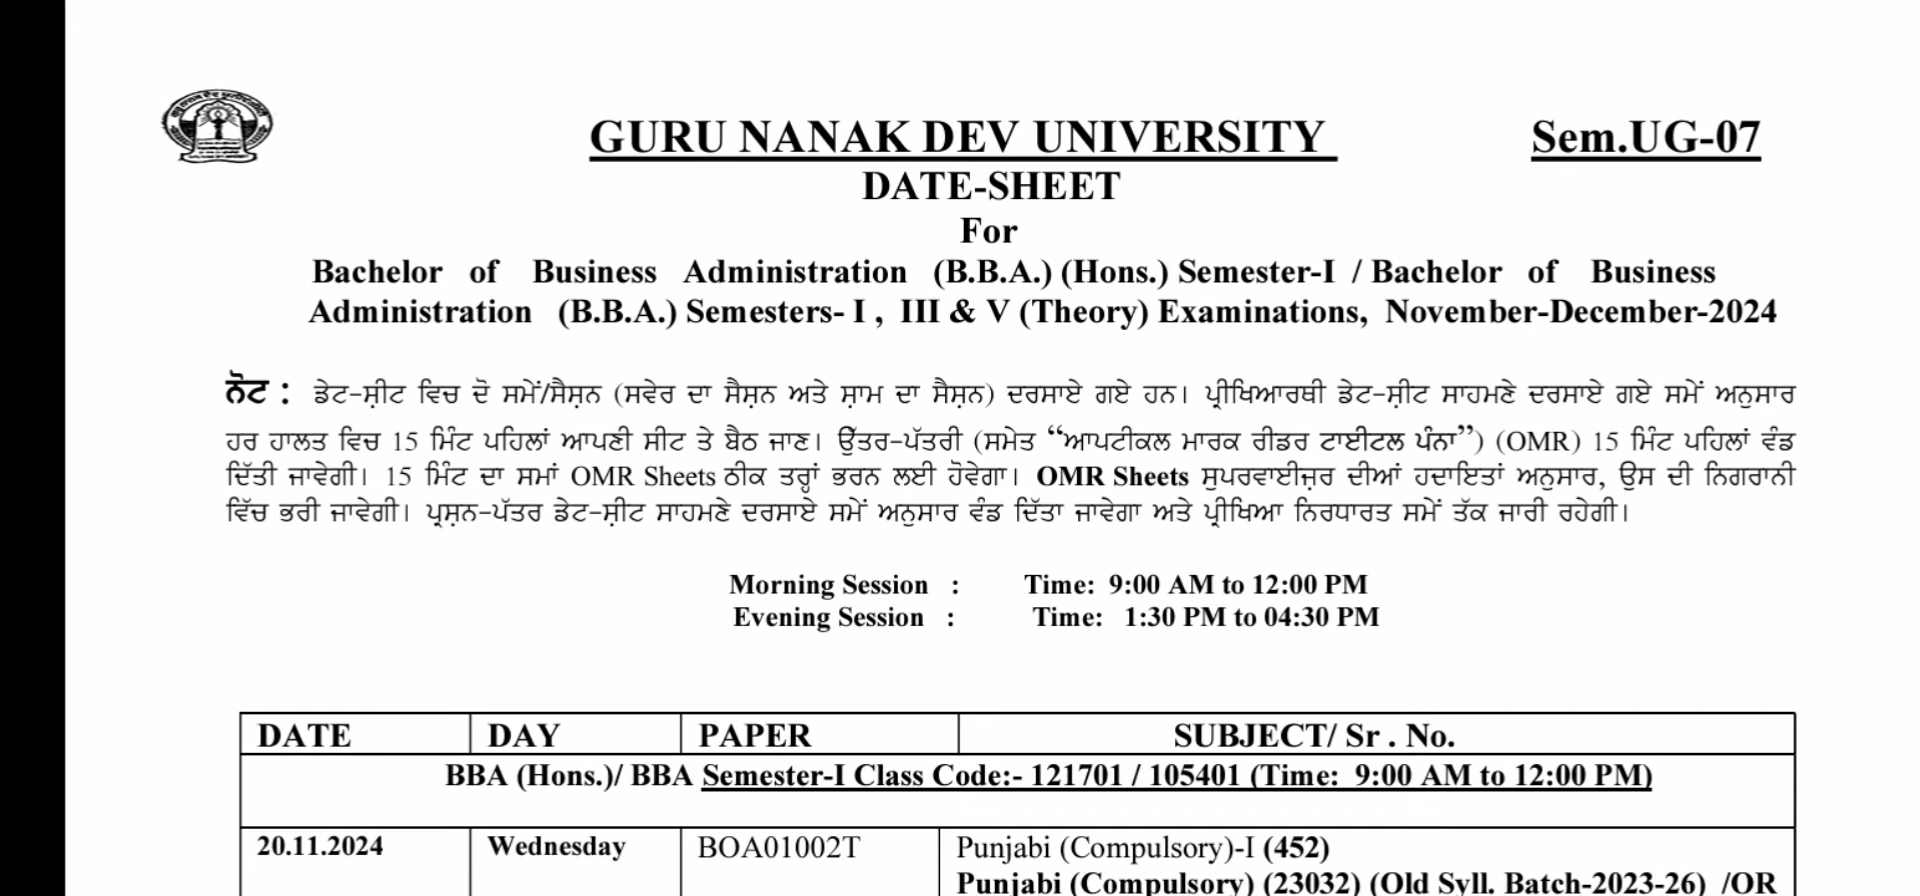 GURU NANAK DEV UNIVERSITY Sem.UG-07
DATE-SHEET
For
Bachelor of Business Administration (B.B.A.) (Hons.) Semester-I / Bachelor of Business
Administration (B.B.A.) Semesters- I , III & V (Theory) Examinations, November-December-2024
ਨੋਟ : ਡੇਟ-ਸ਼ੀਟ ਵਿਚ ਦੋ ਸਮੇਂ/ਸੈਸ਼ਨ (ਸਵੇਰ ਦਾ ਸੈਸ਼ਨ ਅਤੇ ਸ਼ਾਮ ਦਾ ਸੈਸ਼ਨ) ਦਰਸਾਏ ਗਏ ਹਨ। ਪ੍ਰੀਖਿਆਰਥੀ ਡੇਟ-ਸ਼ੀਟ ਸਾਹਮਣੇ ਦਰਸਾਏ ਗਏ ਸਮੇਂ ਅਨੁਸਾਰ
ਹਰ ਹਾਲਤ ਵਿਚ 15 ਮਿੰਟ ਪਹਿਲਾਂ ਆਪਣੀ ਸੀਟ ਤੇ ਬੈਠ ਜਾਣ। ਉੱਤਰ-ਪੱਤਰੀ (ਸਮੇਤ “ਆਪਟੀਕਲ ਮਾਰਕ ਰੀਡਰ ਟਾਈਟਲ ਪੰਨਾ”) (OMR) 15 ਮਿੰਟ ਪਹਿਲਾਂ ਵੰਡ
ਦਿੱਤੀ ਜਾਵੇਗੀ। 15 ਮਿੰਟ ਦਾ ਸਮਾਂ OMR Sheets ਠੀਕ ਤਰ੍ਹਾਂ ਭਰਨ ਲਈ ਹੋਵੇਗਾ। OMR Sheets ਸੁਪਰਵਾਈਜ਼ਰ ਦੀਆਂ ਹਦਾਇਤਾਂ ਅਨੁਸਾਰ, ਉਸ ਦੀ ਨਿਗਰਾਨੀ
ਵਿੱਚ ਭਰੀ ਜਾਵੇਗੀ। ਪ੍ਰਸ਼ਨ-ਪੱਤਰ ਡੇਟ-ਸ਼ੀਟ ਸਾਹਮਣੇ ਦਰਸਾਏ ਸਮੇਂ ਅਨੁਸਾਰ ਵੰਡ ਦਿੱਤਾ ਜਾਵੇਗਾ ਅਤੇ ਪ੍ਰੀਖਿਆ ਨਿਰਧਾਰਤ ਸਮੇਂ ਤੱਕ ਜਾਰੀ ਰਹੇਗੀ।
Morning Session : Time: 9:00 AM to 12:00 PM
Evening Session : Time: 1:30 PM to 04:30 PM
DATE DAY PAPER SUBJECT/ Sr . No.
BBA (Hons.)/ BBA Semester-I Class Code:- 121701 / 105401 (Time: 9:00 AM to 12:00 PM)
20.11.2024 Wednesday BOA01002T Punjabi (Compulsory)-I (452)
Punjabi (Compulsory) (23032) (Old Syll. Batch-2023-26) /OR